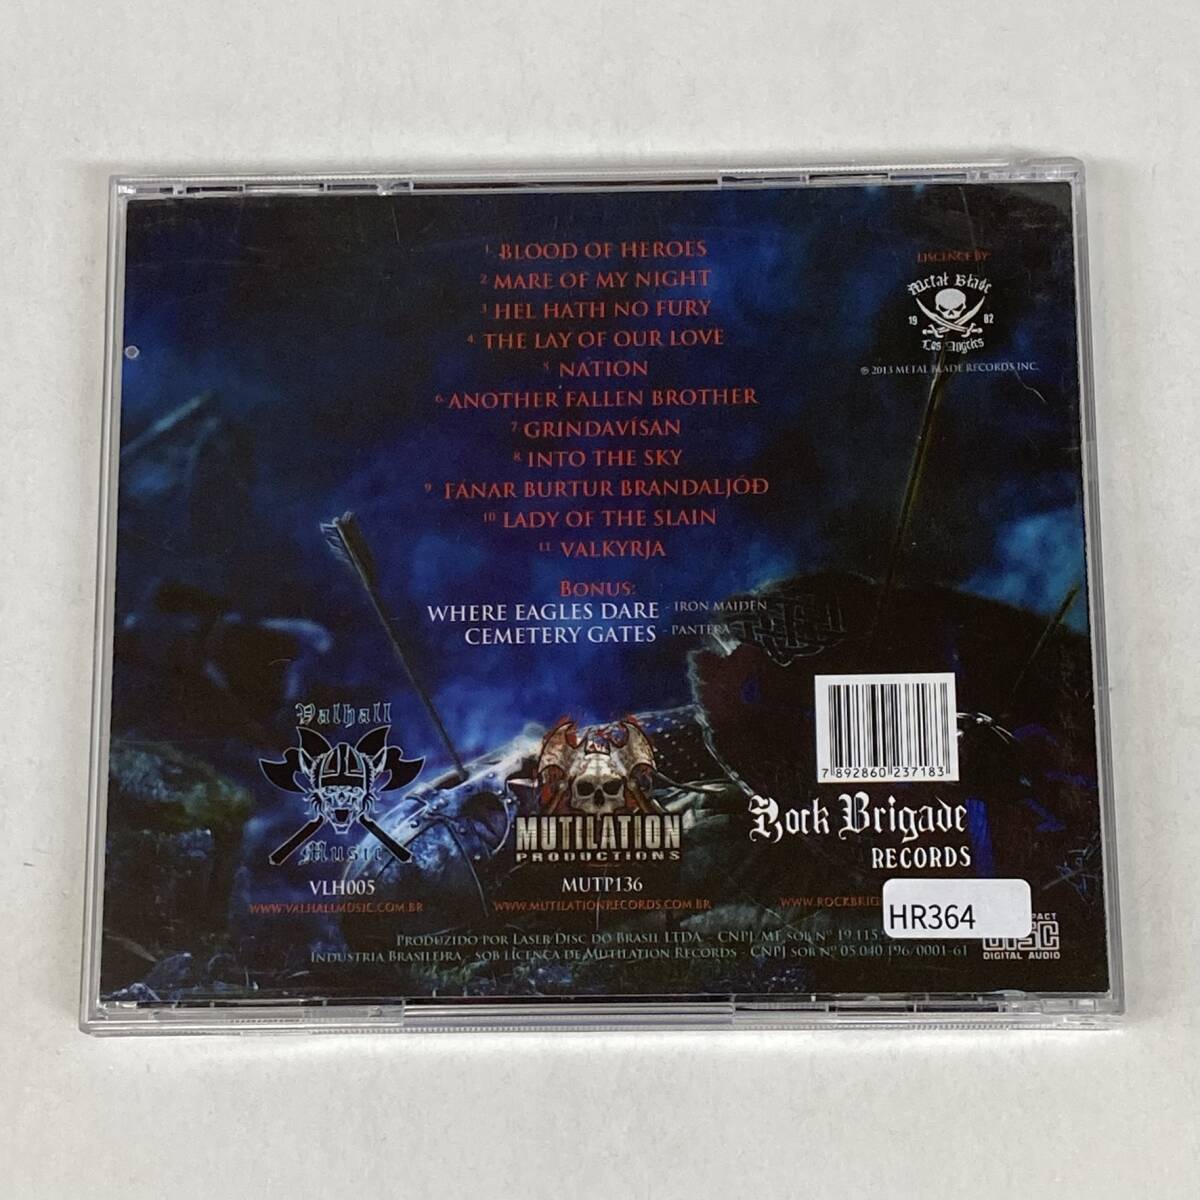 1. BLOOD OF HEROES
2. MARE OF MY NIGHT
3. HEL HATH NO FURY
4. THE LAY OF OUR LOVE
5. NATION
6. ANOTHER FALLEN BROTHER
7. GRINDAVÍSAN
8. INTO THE SKY
9. FÁNAR BURTUR BRANDALJÓÐ
10. LADY OF THE SLAIN
11. VALKYRJA
BONUS:
WHERE EAGLES DARE - IRON MAIDEN
CEMETERY GATES - PANTERA
LISCENCE BY:
Metal Blade
1982
Los Angeles
℗ 2013 METAL BLADE RECORDS INC.
Valhall
Music
VLH005
WWW.VALHALLMUSIC.COM.BR
MUTILATION
PRODUCTIONS
MUTP136
WWW.MUTILATIONRECORDS.COM.BR
7 892860 237183
Rock Brigade
RECORDS
HR364
DISC
DIGITAL AUDIO
PRODUZIDO POR LASER DISC DO BRASIL LTDA - CNPJ MF SOB Nº 19.115
INDUSTRIA BRASILEIRA - SOB LICENÇA DE MUTILATION RECORDS - CNPJ SOB Nº 05.040.196/0001-61